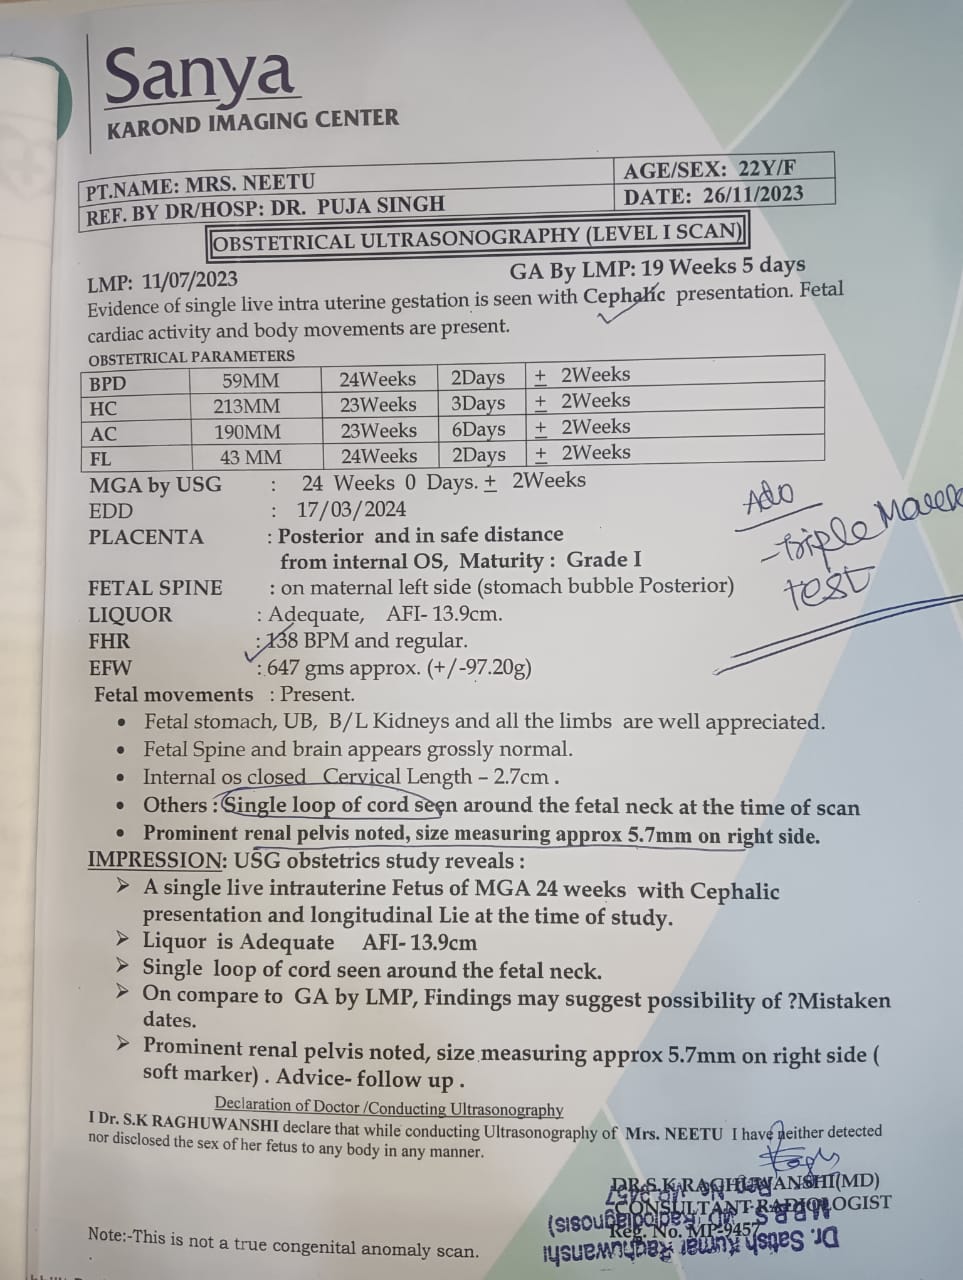 Sanya
KAROND IMAGING CENTER
PT.NAME: MRS. NEETU AGE/SEX: 22Y/F
REF. BY DR/HOSP: DR. PUJA SINGH DATE: 26/11/2023
OBSTETRICAL ULTRASONOGRAPHY (LEVEL I SCAN)
LMP: 11/07/2023 GA By LMP: 19 Weeks 5 days
Evidence of single live intra uterine gestation is seen with Cephalic presentation. Fetal
cardiac activity and body movements are present.
OBSTETRICAL PARAMETERS
BPD 59MM 24Weeks 2Days ± 2Weeks
HC 213MM 23Weeks 3Days ± 2Weeks
AC 190MM 23Weeks 6Days ± 2Weeks
FL 43 MM 24Weeks 2Days ± 2Weeks
MGA by USG : 24 Weeks 0 Days. ± 2Weeks
EDD : 17/03/2024
PLACENTA : Posterior and in safe distance
from internal OS, Maturity : Grade I
FETAL SPINE : on maternal left side (stomach bubble Posterior)
LIQUOR : Adequate, AFI- 13.9cm.
FHR : 138 BPM and regular.
EFW : 647 gms approx. (+/-97.20g)
Fetal movements : Present.
Adv
- Triple Marek
test
• Fetal stomach, UB, B/L Kidneys and all the limbs are well appreciated.
• Fetal Spine and brain appears grossly normal.
• Internal os closed Cervical Length – 2.7cm .
• Others : Single loop of cord seen around the fetal neck at the time of scan
• Prominent renal pelvis noted, size measuring approx 5.7mm on right side.
IMPRESSION: USG obstetrics study reveals :
➢ A single live intrauterine Fetus of MGA 24 weeks with Cephalic
presentation and longitudinal Lie at the time of study.
➢ Liquor is Adequate AFI- 13.9cm
➢ Single loop of cord seen around the fetal neck.
➢ On compare to GA by LMP, Findings may suggest possibility of ?Mistaken
dates.
➢ Prominent renal pelvis noted, size measuring approx 5.7mm on right side (
soft marker) . Advice- follow up .
Declaration of Doctor /Conducting Ultrasonography
I Dr. S.K RAGHUWANSHI declare that while conducting Ultrasonography of Mrs. NEETU I have neither detected
nor disclosed the sex of her fetus to any body in any manner.
DR.S.K.RAGHUWANSHI(MD)
CONSULTANT RADIOLOGIST
Reg. No. MP-9457
Dr. Satish Kumar Raghuwanshi
Note:-This is not a true congenital anomaly scan.